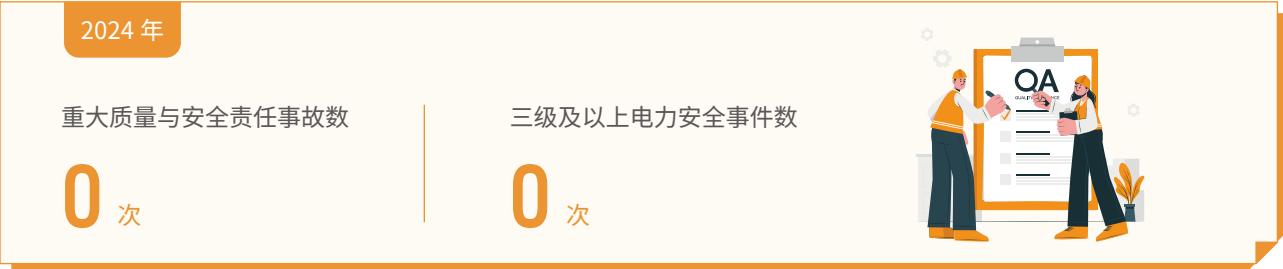 2024 年
重大质量与安全责任事故数
0 次
三级及以上电力安全事件数
0 次
QA